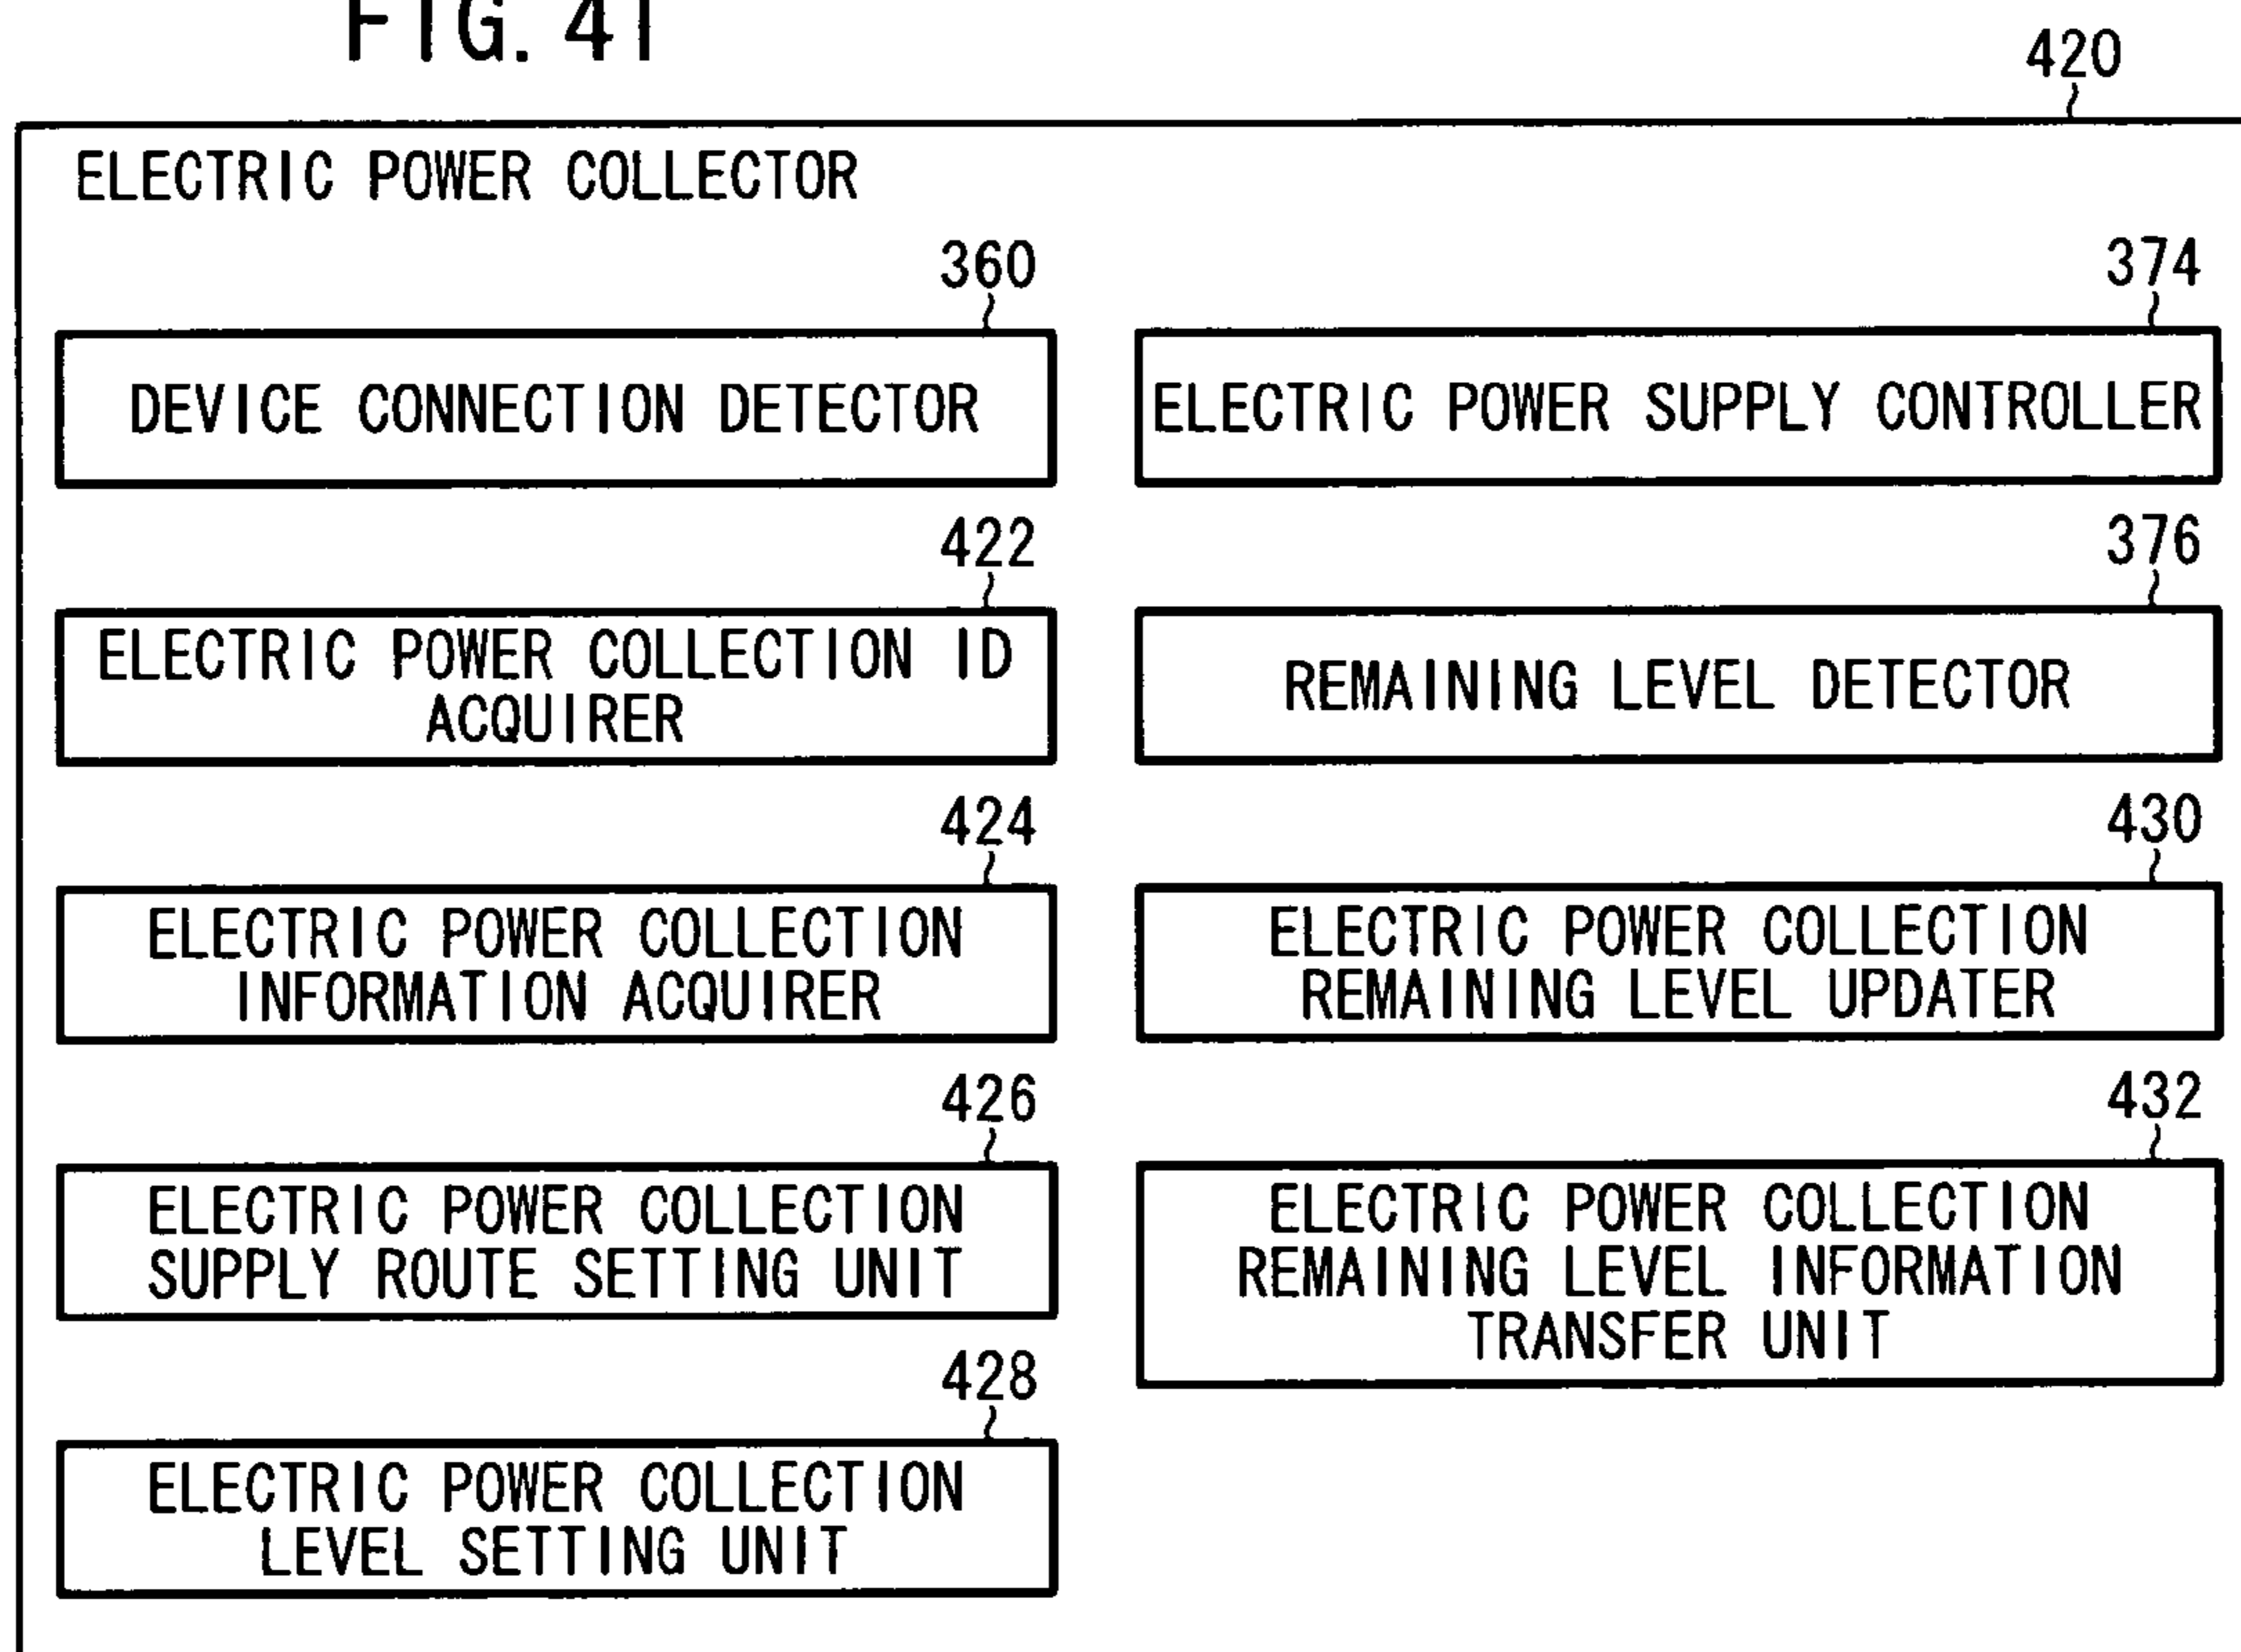 FIG. 41
420
ELECTRIC POWER COLLECTOR
360
DEVICE CONNECTION DETECTOR
422
ELECTRIC POWER COLLECTION ID
ACQUIRER
424
ELECTRIC POWER COLLECTION
INFORMATION ACQUIRER
426
ELECTRIC POWER COLLECTION
SUPPLY ROUTE SETTING UNIT
428
ELECTRIC POWER COLLECTION
LEVEL SETTING UNIT
374
ELECTRIC POWER SUPPLY CONTROLLER
376
REMAINING LEVEL DETECTOR
430
ELECTRIC POWER COLLECTION
REMAINING LEVEL UPDATER
432
ELECTRIC POWER COLLECTION
REMAINING LEVEL INFORMATION
TRANSFER UNIT